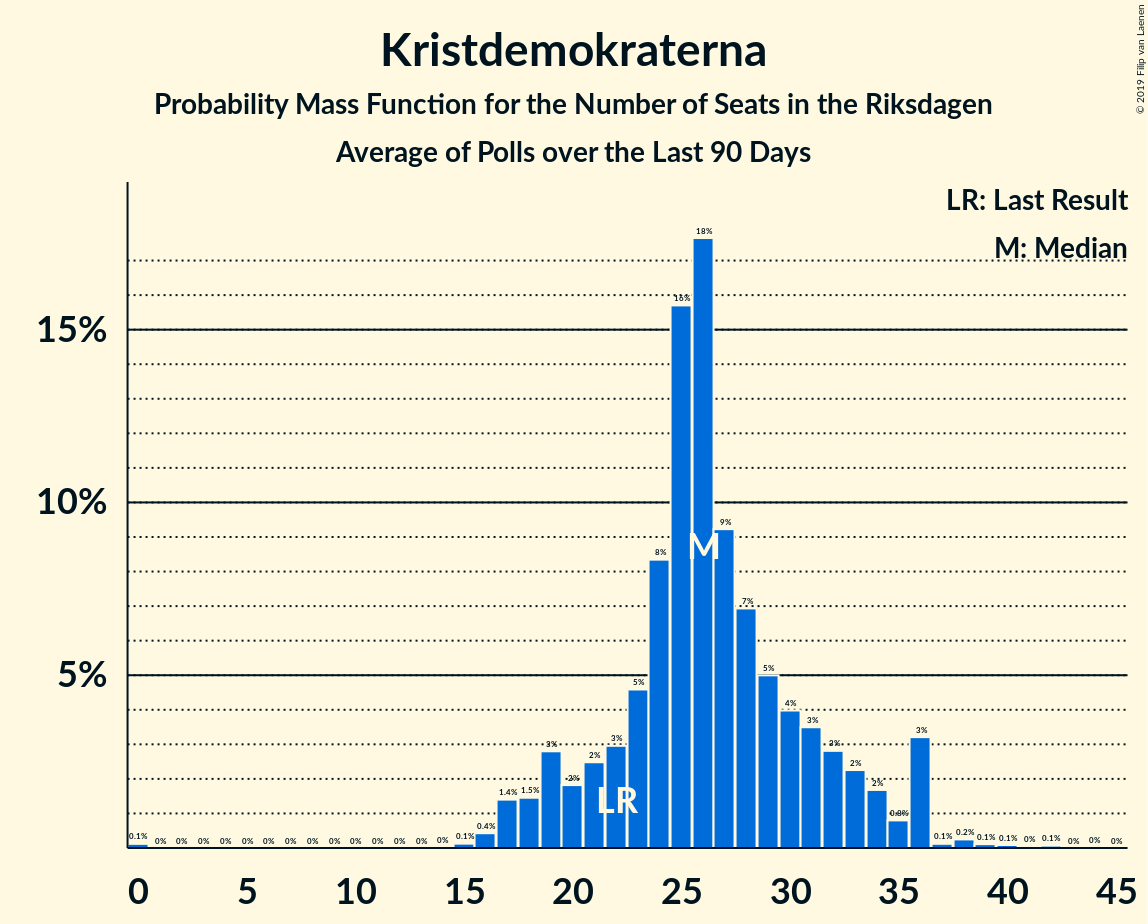 Kristdemokraterna
Probability Mass Function for the Number of Seats in the Riksdagen
Average of Polls over the Last 90 Days
© 2019 Filip van Laenen
LR: Last Result
M: Median
15%
10%
5%
0.1% 0% 0% 0% 0% 0% 0% 0% 0% 0% 0% 0% 0% 0% 0% 0.1% 0.4% 1.4% 1.5% 3% 2% 2% 3% 5% 8% 16% 18% 9% 7% 5% 4% 3% 3% 2% 2% 0.8% 3% 0.1% 0.2% 0.1% 0.1% 0% 0.1% 0% 0% 0%
M
LR
0 5 10 15 20 25 30 35 40 45